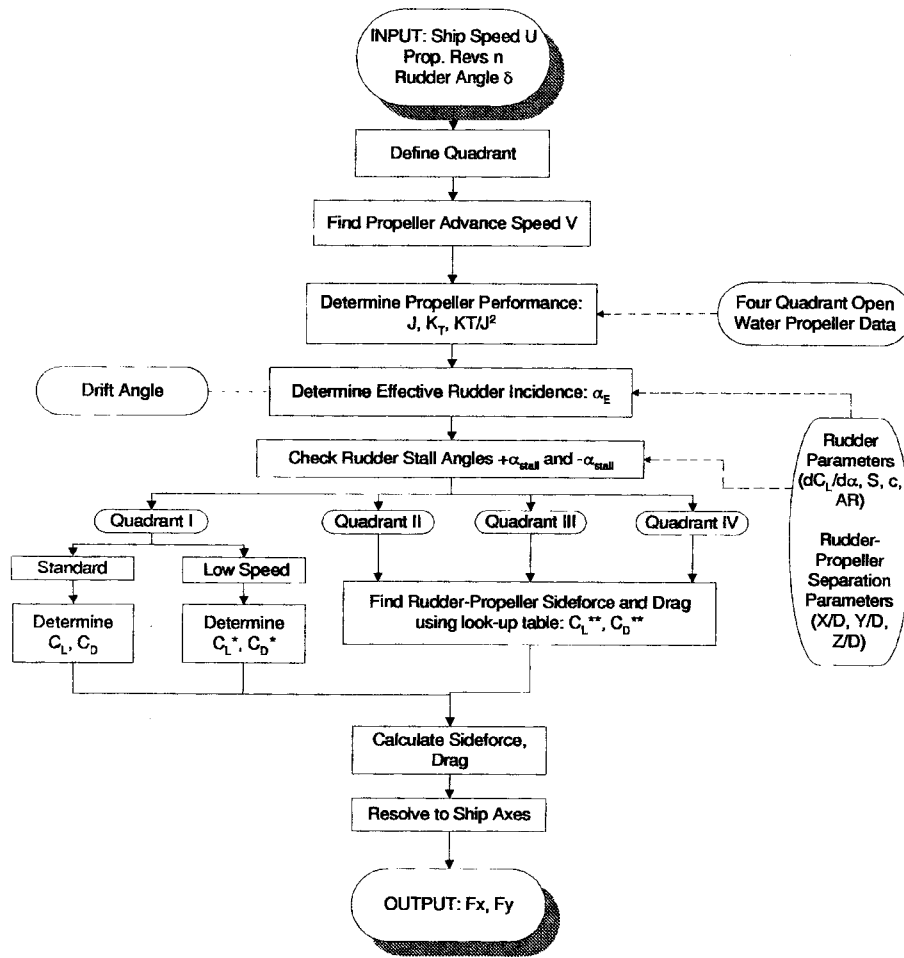 INPUT: Ship Speed U
Prop. Revs n
Rudder Angle δ
Define Quadrant
Find Propeller Advance Speed V
Determine Propeller Performance:
J, K_T, KT/J²
Four Quadrant Open
Water Propeller Data
Drift Angle
Determine Effective Rudder Incidence: α_E
Check Rudder Stall Angles +α_stall and -α_stall
Rudder
Parameters
(dC_L/dα, S, c,
AR)
Rudder-
Propeller
Separation
Parameters
(X/D, Y/D,
Z/D)
Quadrant I
Quadrant II
Quadrant III
Quadrant IV
Standard
Low Speed
Determine
C_L, C_D
Determine
C_L*, C_D*
Find Rudder-Propeller Sideforce and Drag
using look-up table: C_L**, C_D**
Calculate Sideforce,
Drag
Resolve to Ship Axes
OUTPUT: Fx, Fy